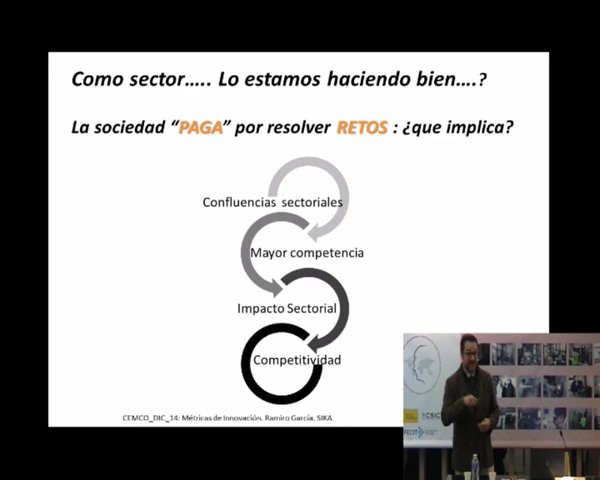 Como sector….. Lo estamos haciendo bien….?
La sociedad “PAGA” por resolver RETOS : ¿que implica?
Confluencias sectoriales
Mayor competencia
Impacto Sectorial
Competitividad
CEMCO_DIC_14: Métricas de Innovación. Ramiro García. SIKA
CSIC